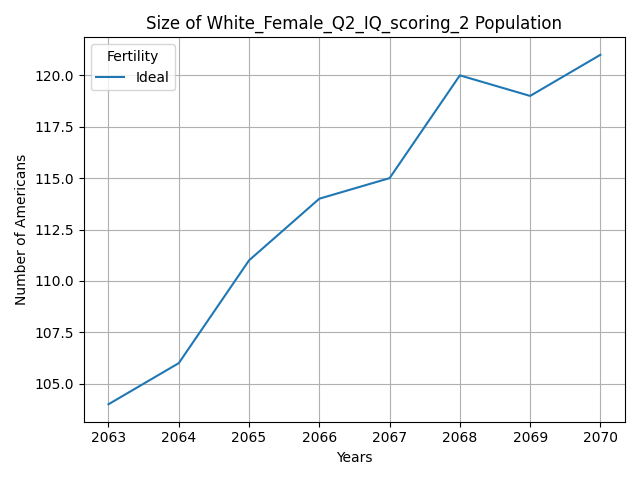 Size of White_Female_Q2_IQ_scoring_2 Population
Fertility
Ideal
Number of Americans
120.0
117.5
115.0
112.5
110.0
107.5
105.0
2063 2064 2065 2066 2067 2068 2069 2070
Years